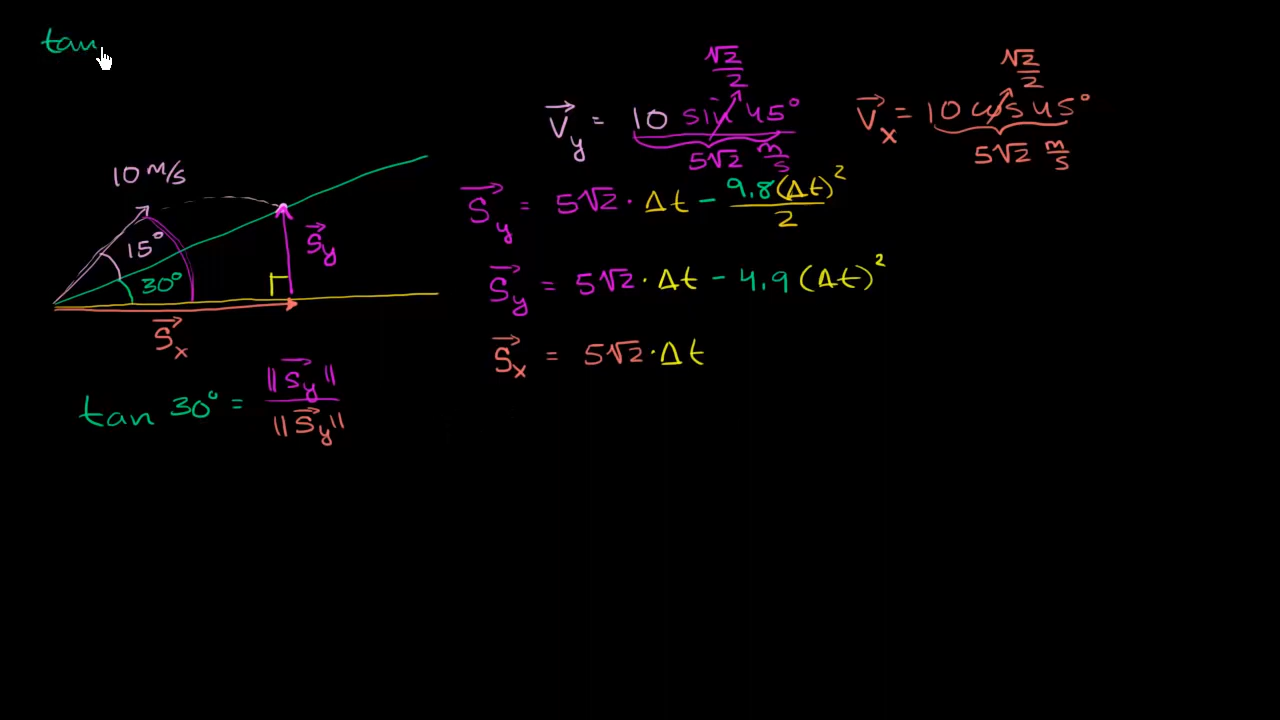 tan
√2/2
√2/2
V⃗y = 10 sin 45°
V⃗x = 10 cos 45°
5√2 m/s
5√2 m/s
10 m/s
S⃗y = 5√2 · Δt − 9.8(Δt)²/2
15°
S⃗y
30°
S⃗y = 5√2 · Δt − 4.9 (Δt)²
S⃗x
S⃗x = 5√2 · Δt
tan 30° = ||S⃗y|| / ||S⃗y||